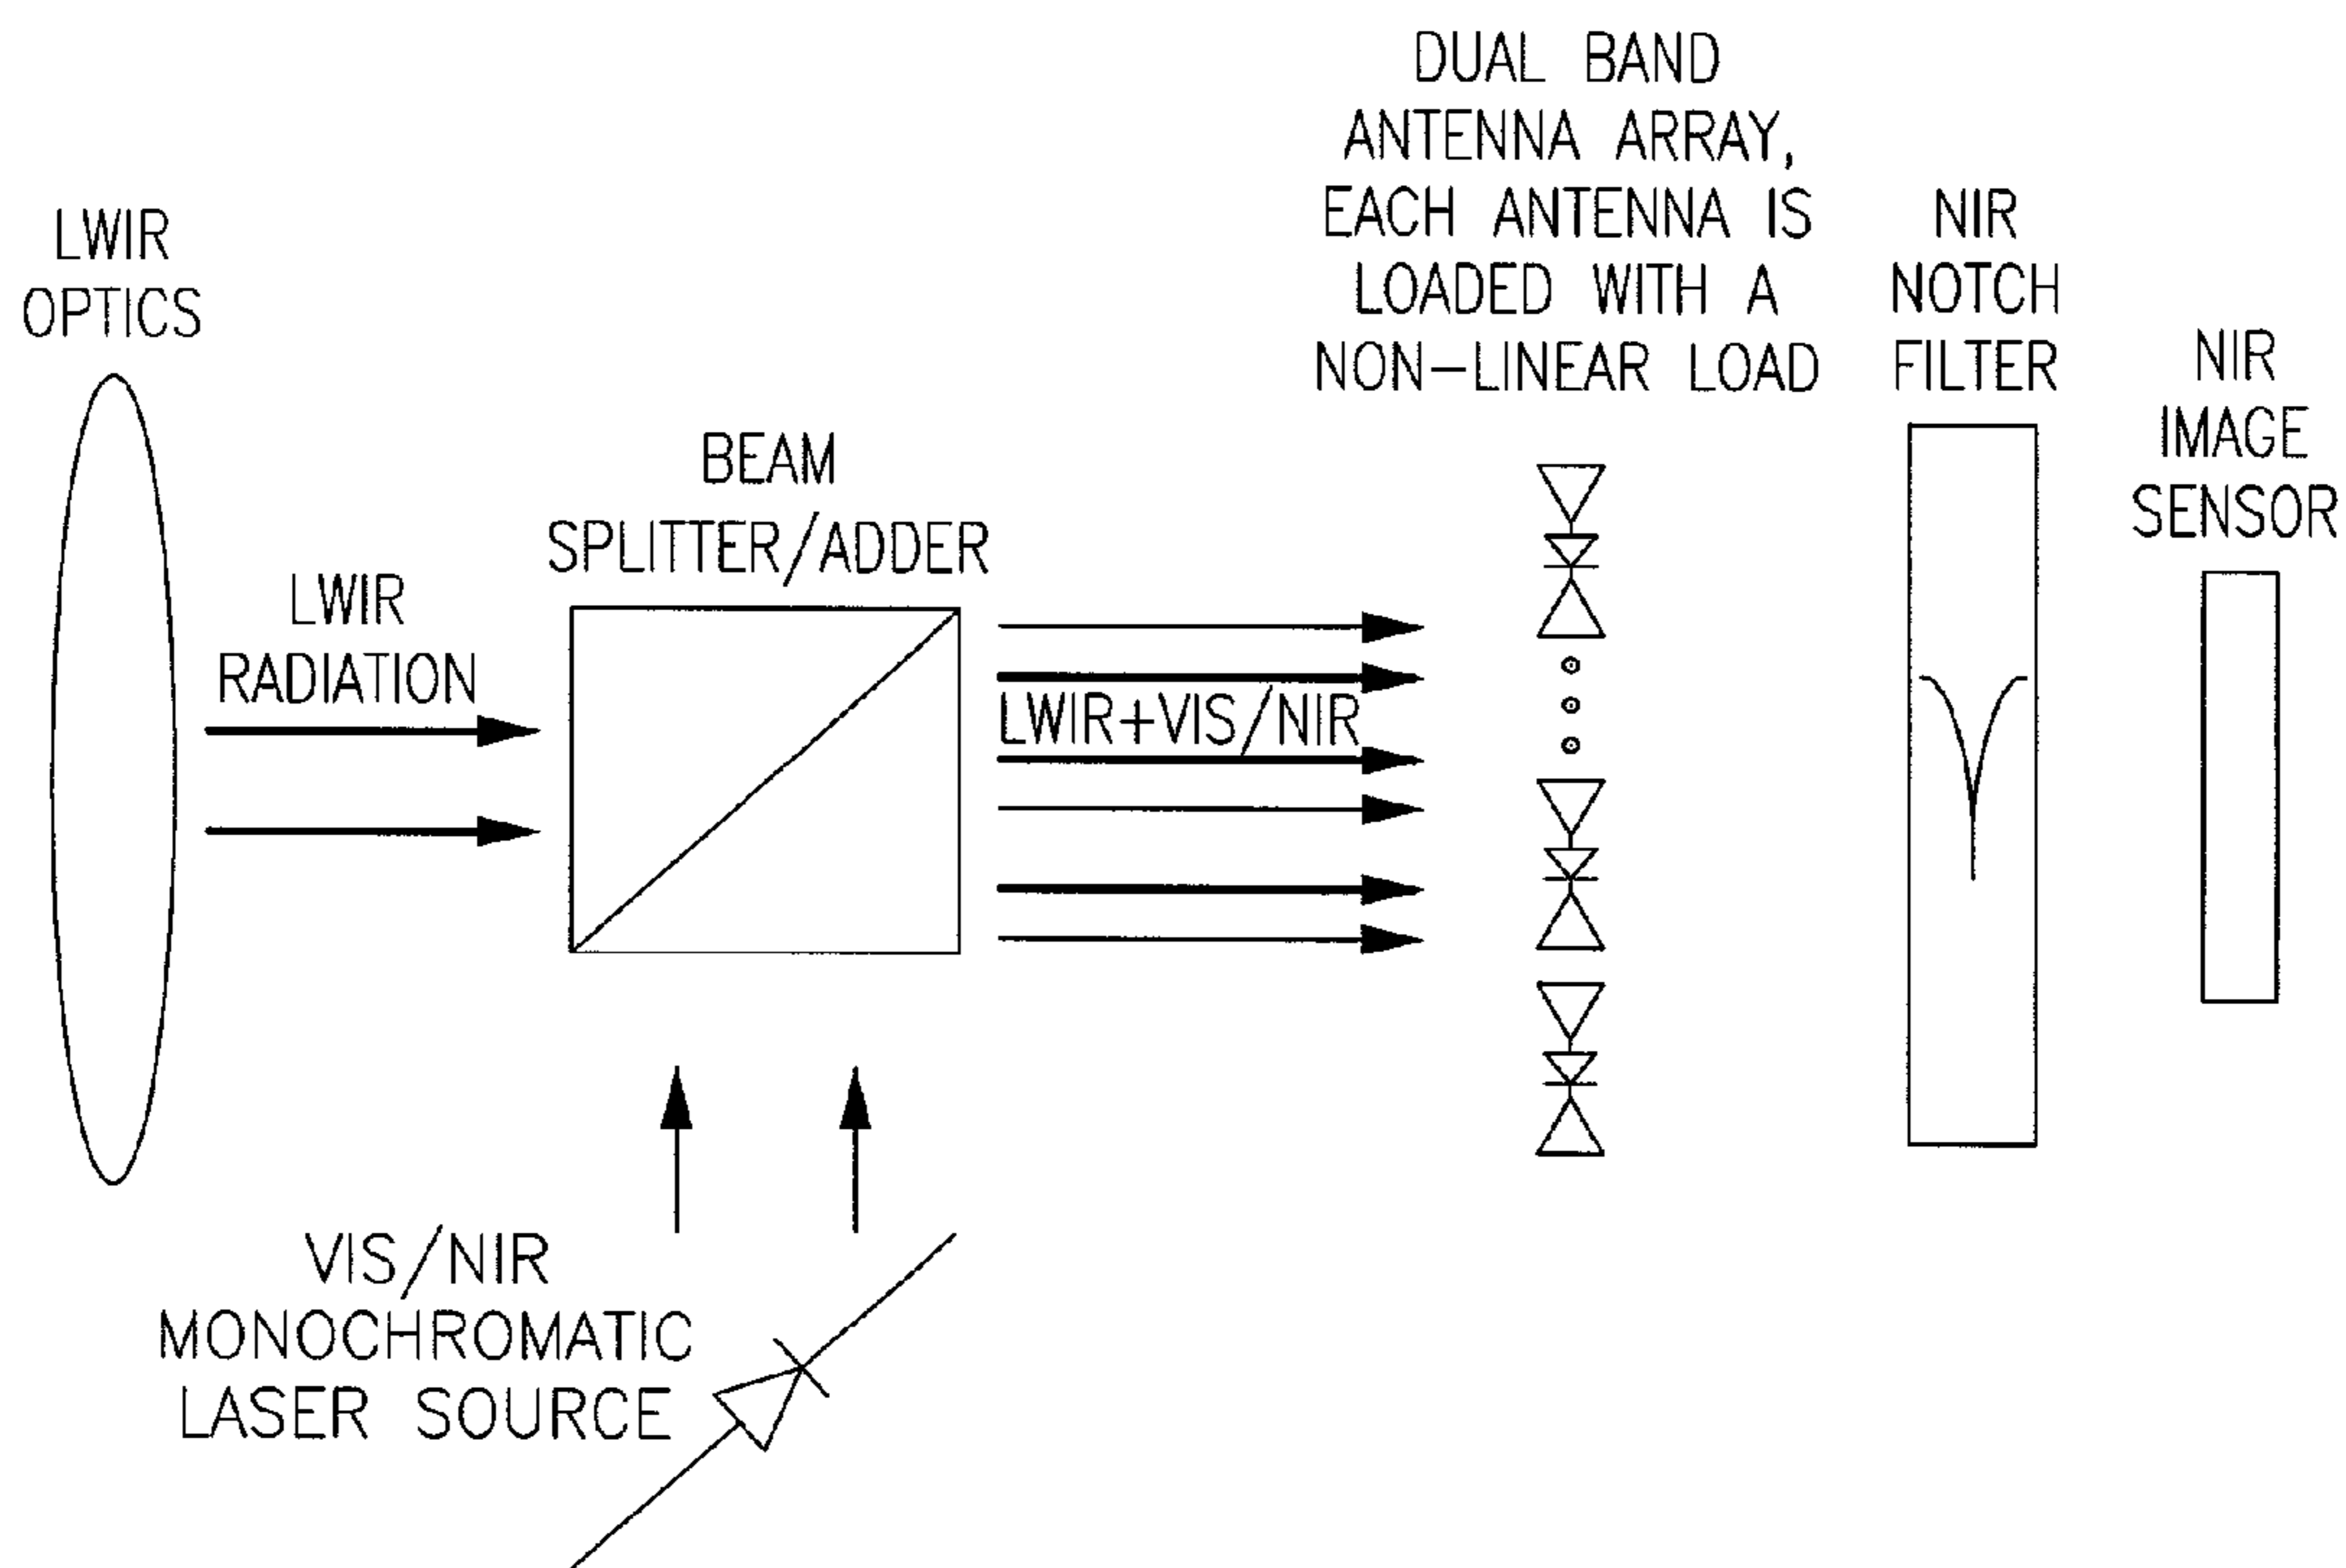 LWIR
OPTICS
LWIR
RADIATION
BEAM
SPLITTER/ADDER
LWIR+VIS/NIR
VIS/NIR
MONOCHROMATIC
LASER SOURCE
DUAL BAND
ANTENNA ARRAY,
EACH ANTENNA IS
LOADED WITH A
NON-LINEAR LOAD
NIR
NOTCH
FILTER
NIR
IMAGE
SENSOR